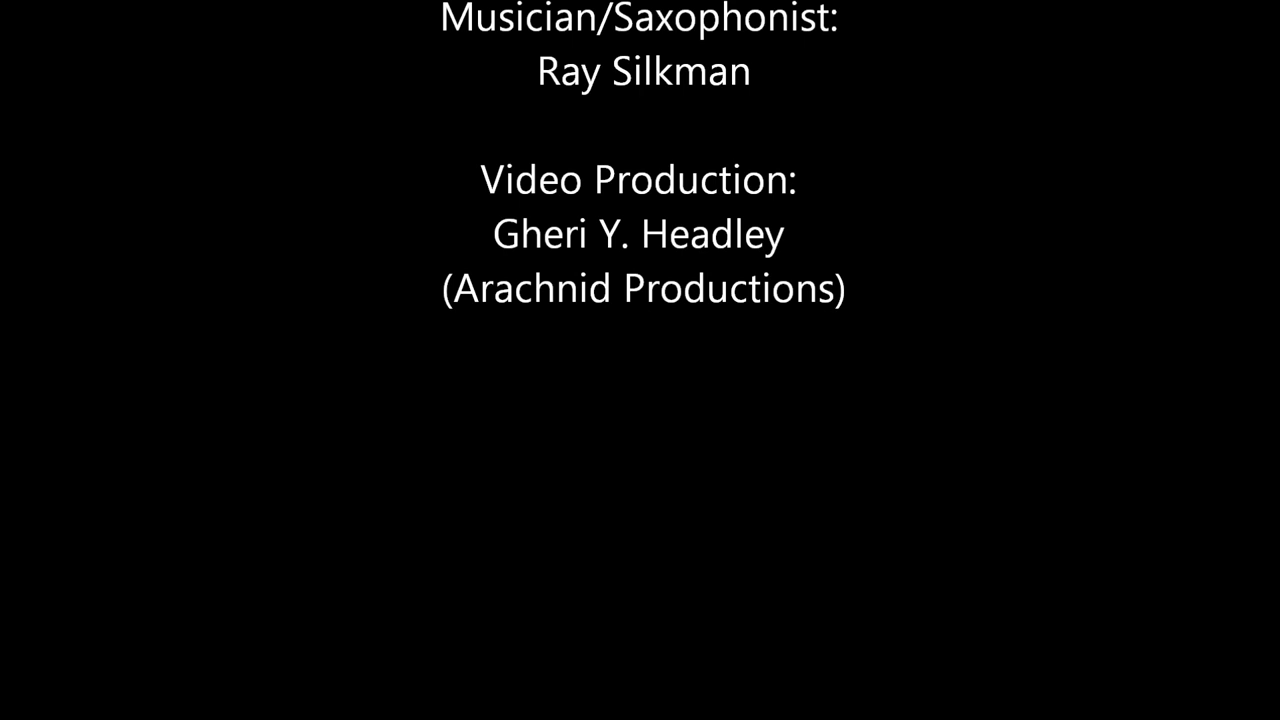 Musician/Saxophonist:
Ray Silkman
Video Production:
Gheri Y. Headley
(Arachnid Productions)